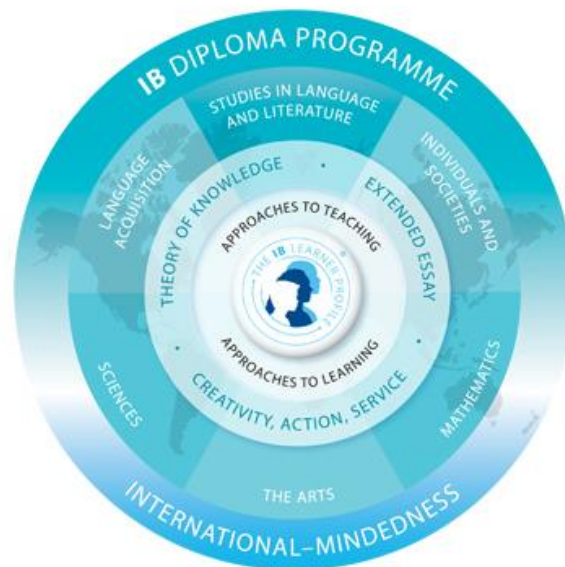 IB DIPLOMA PROGRAMME
STUDIES IN LANGUAGE
AND LITERATURE
LANGUAGE
ACQUISITION
INDIVIDUALS AND
SOCIETIES
THEORY OF KNOWLEDGE
EXTENDED ESSAY
APPROACHES TO TEACHING
THE IB LEARNER PROFILE
®
APPROACHES TO LEARNING
CREATIVITY, ACTION, SERVICE
SCIENCES
MATHEMATICS
THE ARTS
INTERNATIONAL–MINDEDNESS